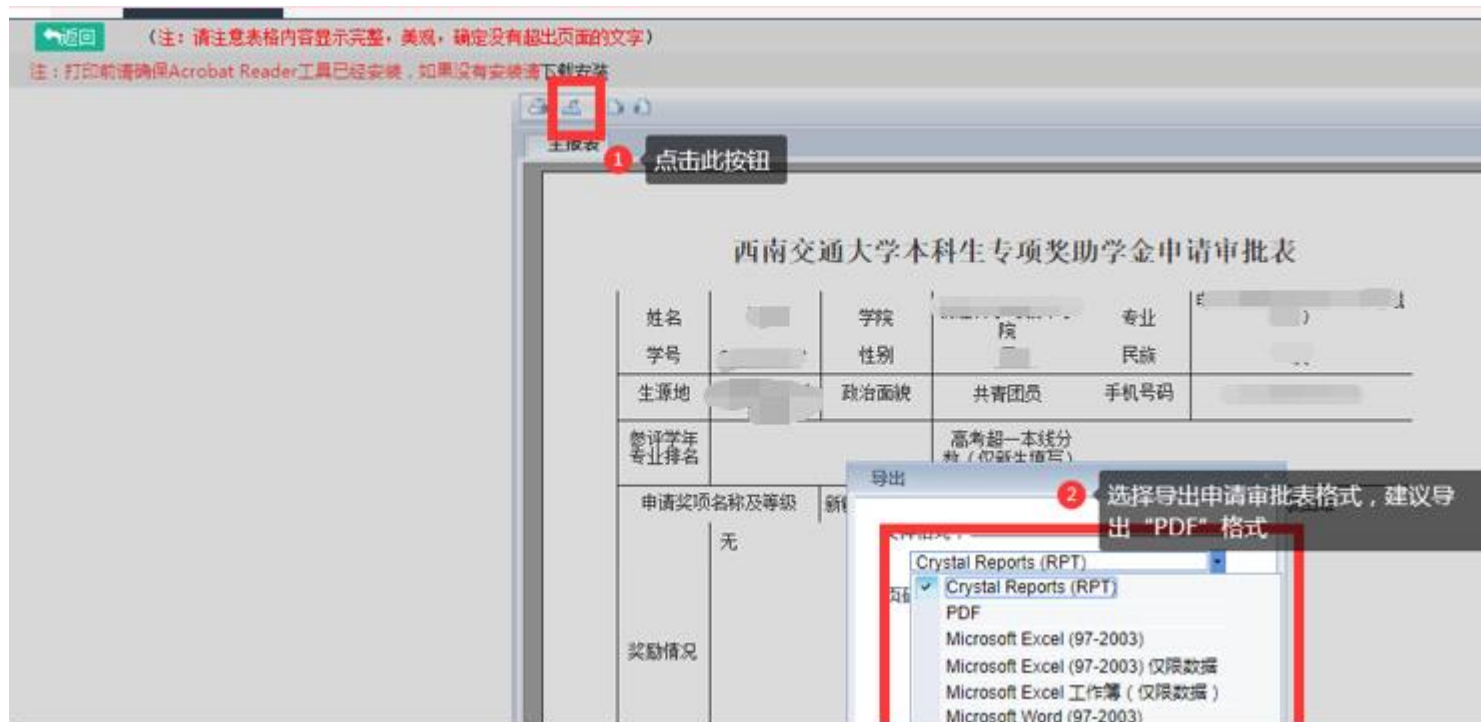 返回
(注：请注意表格内容显示完整，美观，确定没有超出页面的文字)
注：打印前请确保Acrobat Reader工具已经安装，如果没有安装请下载安装
主报表
1 点击此按钮
西南交通大学本科生专项奖助学金申请审批表
姓名 学院 院 专业 )
学号 性别 民族
生源地 政治面貌 共青团员 手机号码
参评学年专业排名 高考超一本线分数（仅新生填写）
申请奖项名称及等级
导出
2 选择导出申请审批表格式，建议导
出“PDF”格式
无
Crystal Reports (RPT)
Crystal Reports (RPT)
PDF
Microsoft Excel (97-2003)
奖励情况
Microsoft Excel (97-2003) 仅限数据
Microsoft Excel 工作簿（仅限数据）
Microsoft Word (97-2003)